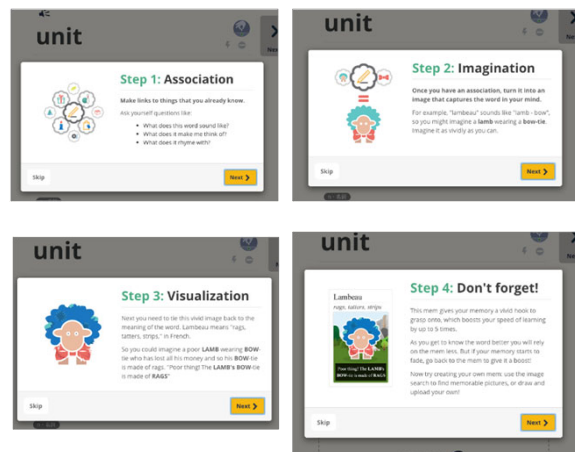 unit
Step 1: Association
Make links to things that you already know.
Ask yourself questions like:
• What does this word sound like?
• What does it make me think of?
• What does it rhyme with?
Skip
Next
unit
Step 2: Imagination
Once you have an association, turn it into an
image that captures the word in your mind.
For example, "lambeau" sounds like "lamb - bow",
so you might imagine a lamb wearing a bow-tie.
Imagine it as vividly as you can.
Skip
Next
unit
Step 3: Visualization
Next you need to tie this vivid image back to the
meaning of the word. Lambeau means "rags,
tatters, strips," in French.
So you could imagine a poor LAMB wearing BOW-
tie who has lost all his money and so his BOW-tie
is made of rags. "Poor thing! The LAMB's BOW-tie
is made of RAGS"
Skip
Next
unit
Step 4: Don't forget!
Lambeau
rags, tatters, strips
Poor thing! The LAMB's
BOW-tie is made of RAGS
This mem gives your memory a vivid hook to
grasp onto, which boosts your speed of learning
by up to 5 times.
As you get to know the word better you will rely
on the mem less. But if your memory starts to
fade, go back to the mem to give it a boost!
Now try creating your own mem: use the image
search to find memorable pictures, or draw and
upload your own!
Skip
Next